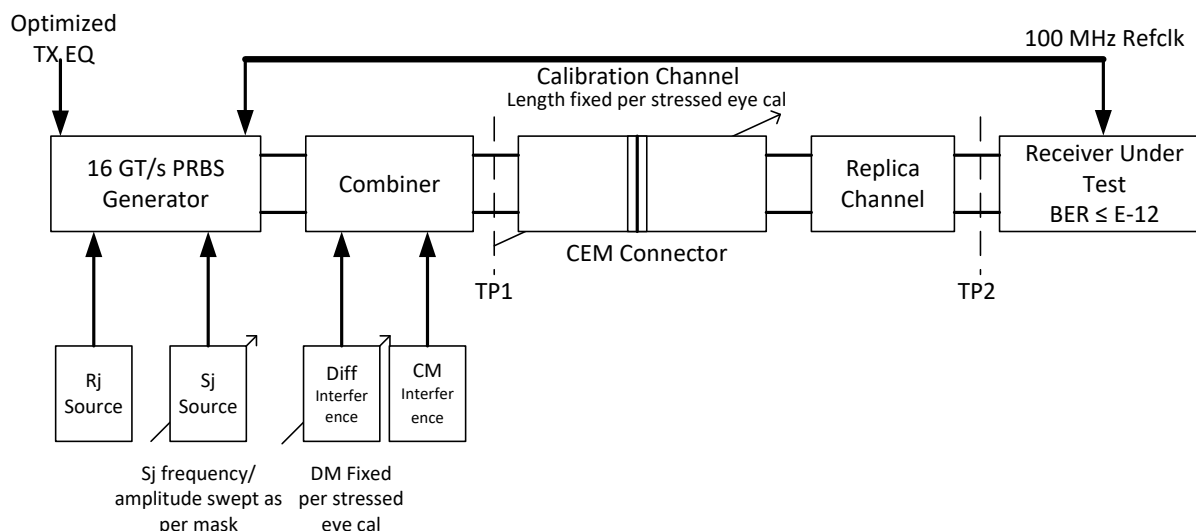 Optimized
TX EQ
100 MHz Refclk
Calibration Channel
Length fixed per stressed eye cal
16 GT/s PRBS
Generator
Combiner
Replica
Channel
Receiver Under
Test
BER ≤ E-12
CEM Connector
TP1
TP2
Rj
Source
Sj
Source
Diff
Interfer
ence
CM
Interfer
ence
Sj frequency/
amplitude swept as
per mask
DM Fixed
per stressed
eye cal